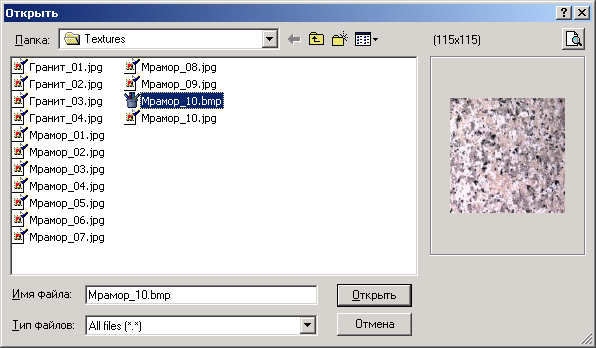 Открыть
Папка: Textures (115x115)
Гранит_01.jpg Мрамор_08.jpg
Гранит_02.jpg Мрамор_09.jpg
Гранит_03.jpg Мрамор_10.bmp
Гранит_04.jpg Мрамор_10.jpg
Мрамор_01.jpg
Мрамор_02.jpg
Мрамор_03.jpg
Мрамор_04.jpg
Мрамор_05.jpg
Мрамор_06.jpg
Мрамор_07.jpg
Имя файла: Мрамор_10.bmp Открыть
Тип файлов: All files (*.*) Отмена